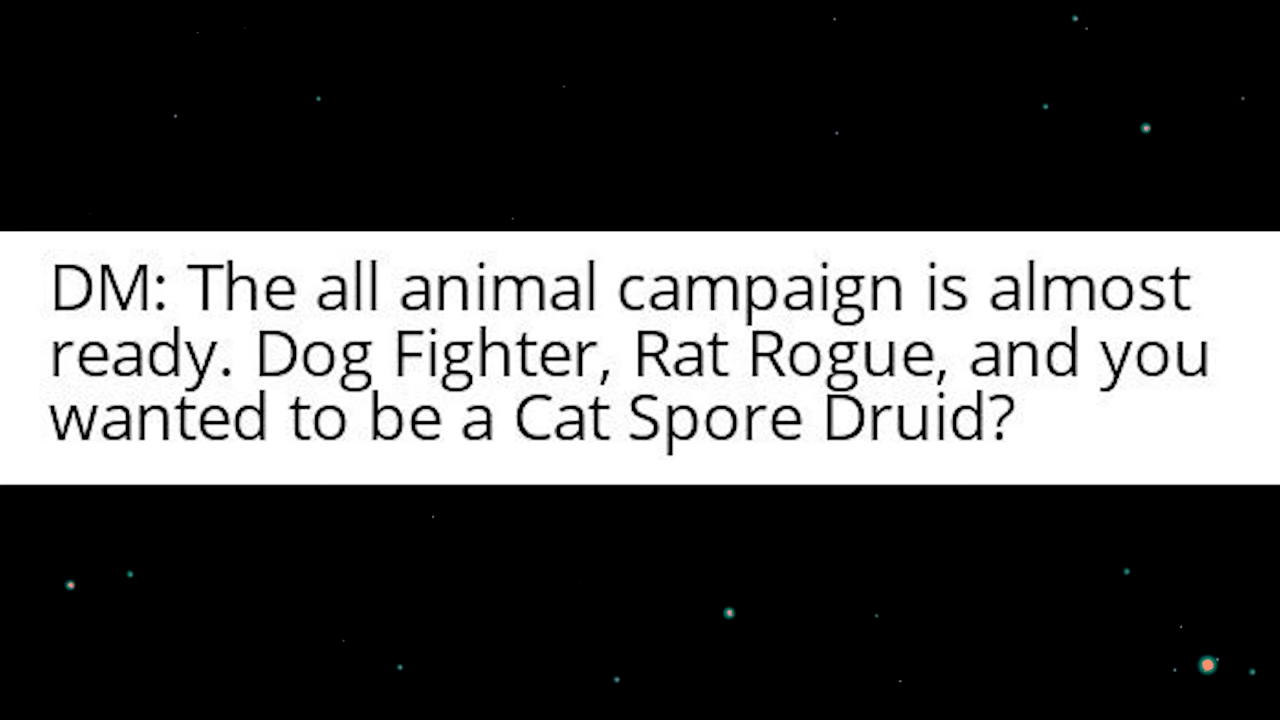 DM: The all animal campaign is almost
ready. Dog Fighter, Rat Rogue, and you
wanted to be a Cat Spore Druid?